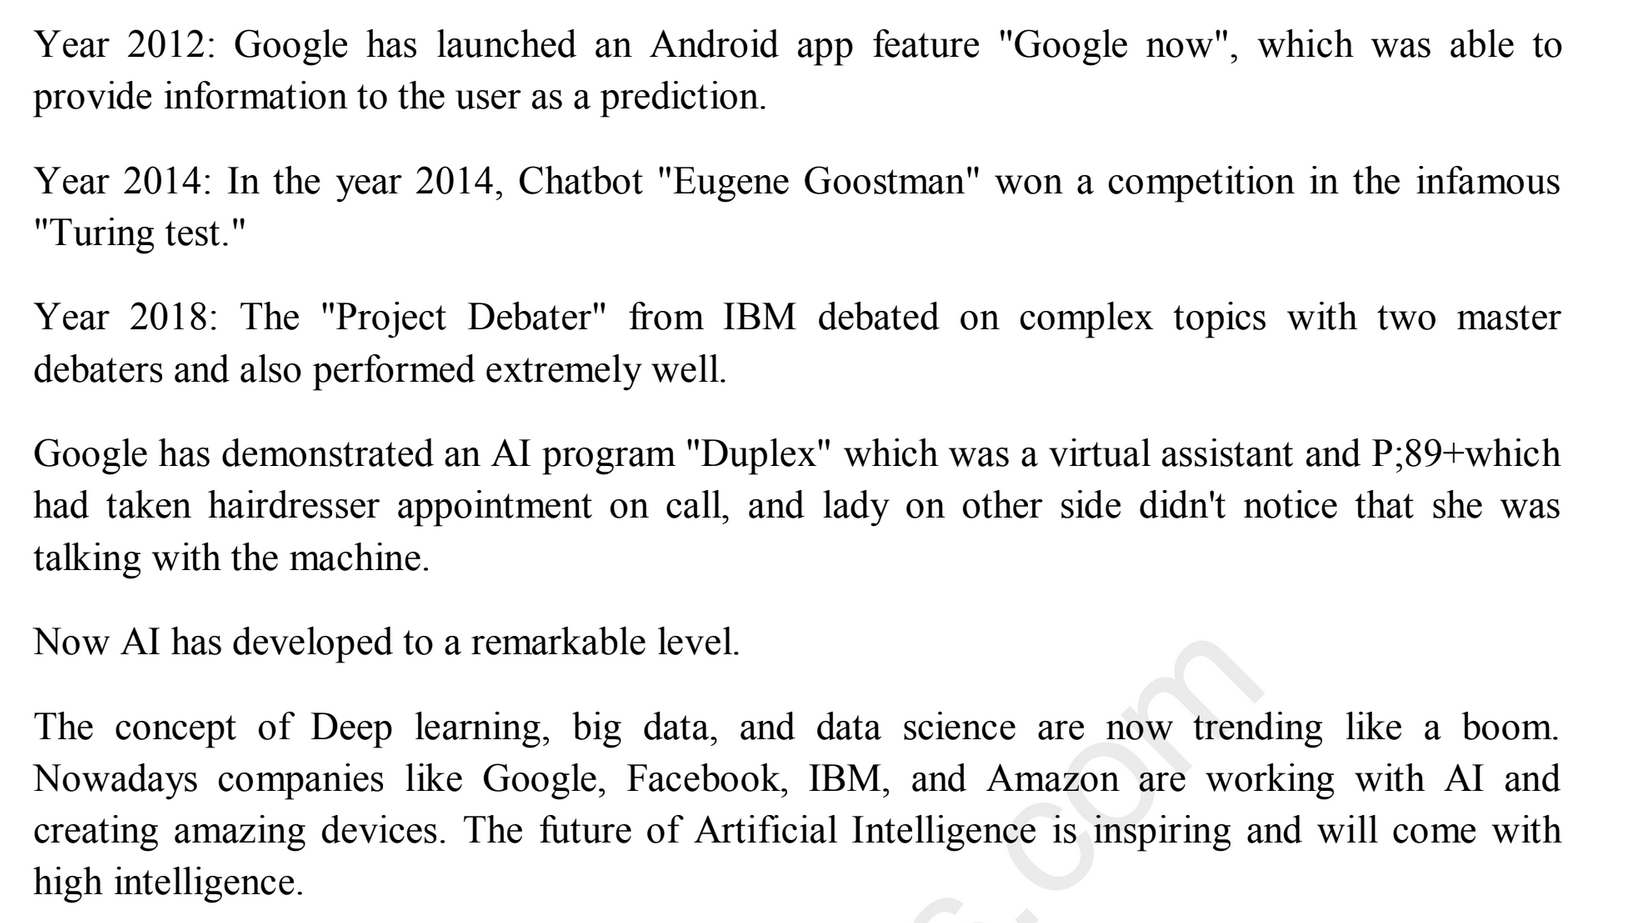 Year 2012: Google has launched an Android app feature "Google now", which was able to
provide information to the user as a prediction.
Year 2014: In the year 2014, Chatbot "Eugene Goostman" won a competition in the infamous
"Turing test."
Year 2018: The "Project Debater" from IBM debated on complex topics with two master
debaters and also performed extremely well.
Google has demonstrated an AI program "Duplex" which was a virtual assistant and P;89+which
had taken hairdresser appointment on call, and lady on other side didn't notice that she was
talking with the machine.
Now AI has developed to a remarkable level.
The concept of Deep learning, big data, and data science are now trending like a boom.
Nowadays companies like Google, Facebook, IBM, and Amazon are working with AI and
creating amazing devices. The future of Artificial Intelligence is inspiring and will come with
high intelligence.
s.com